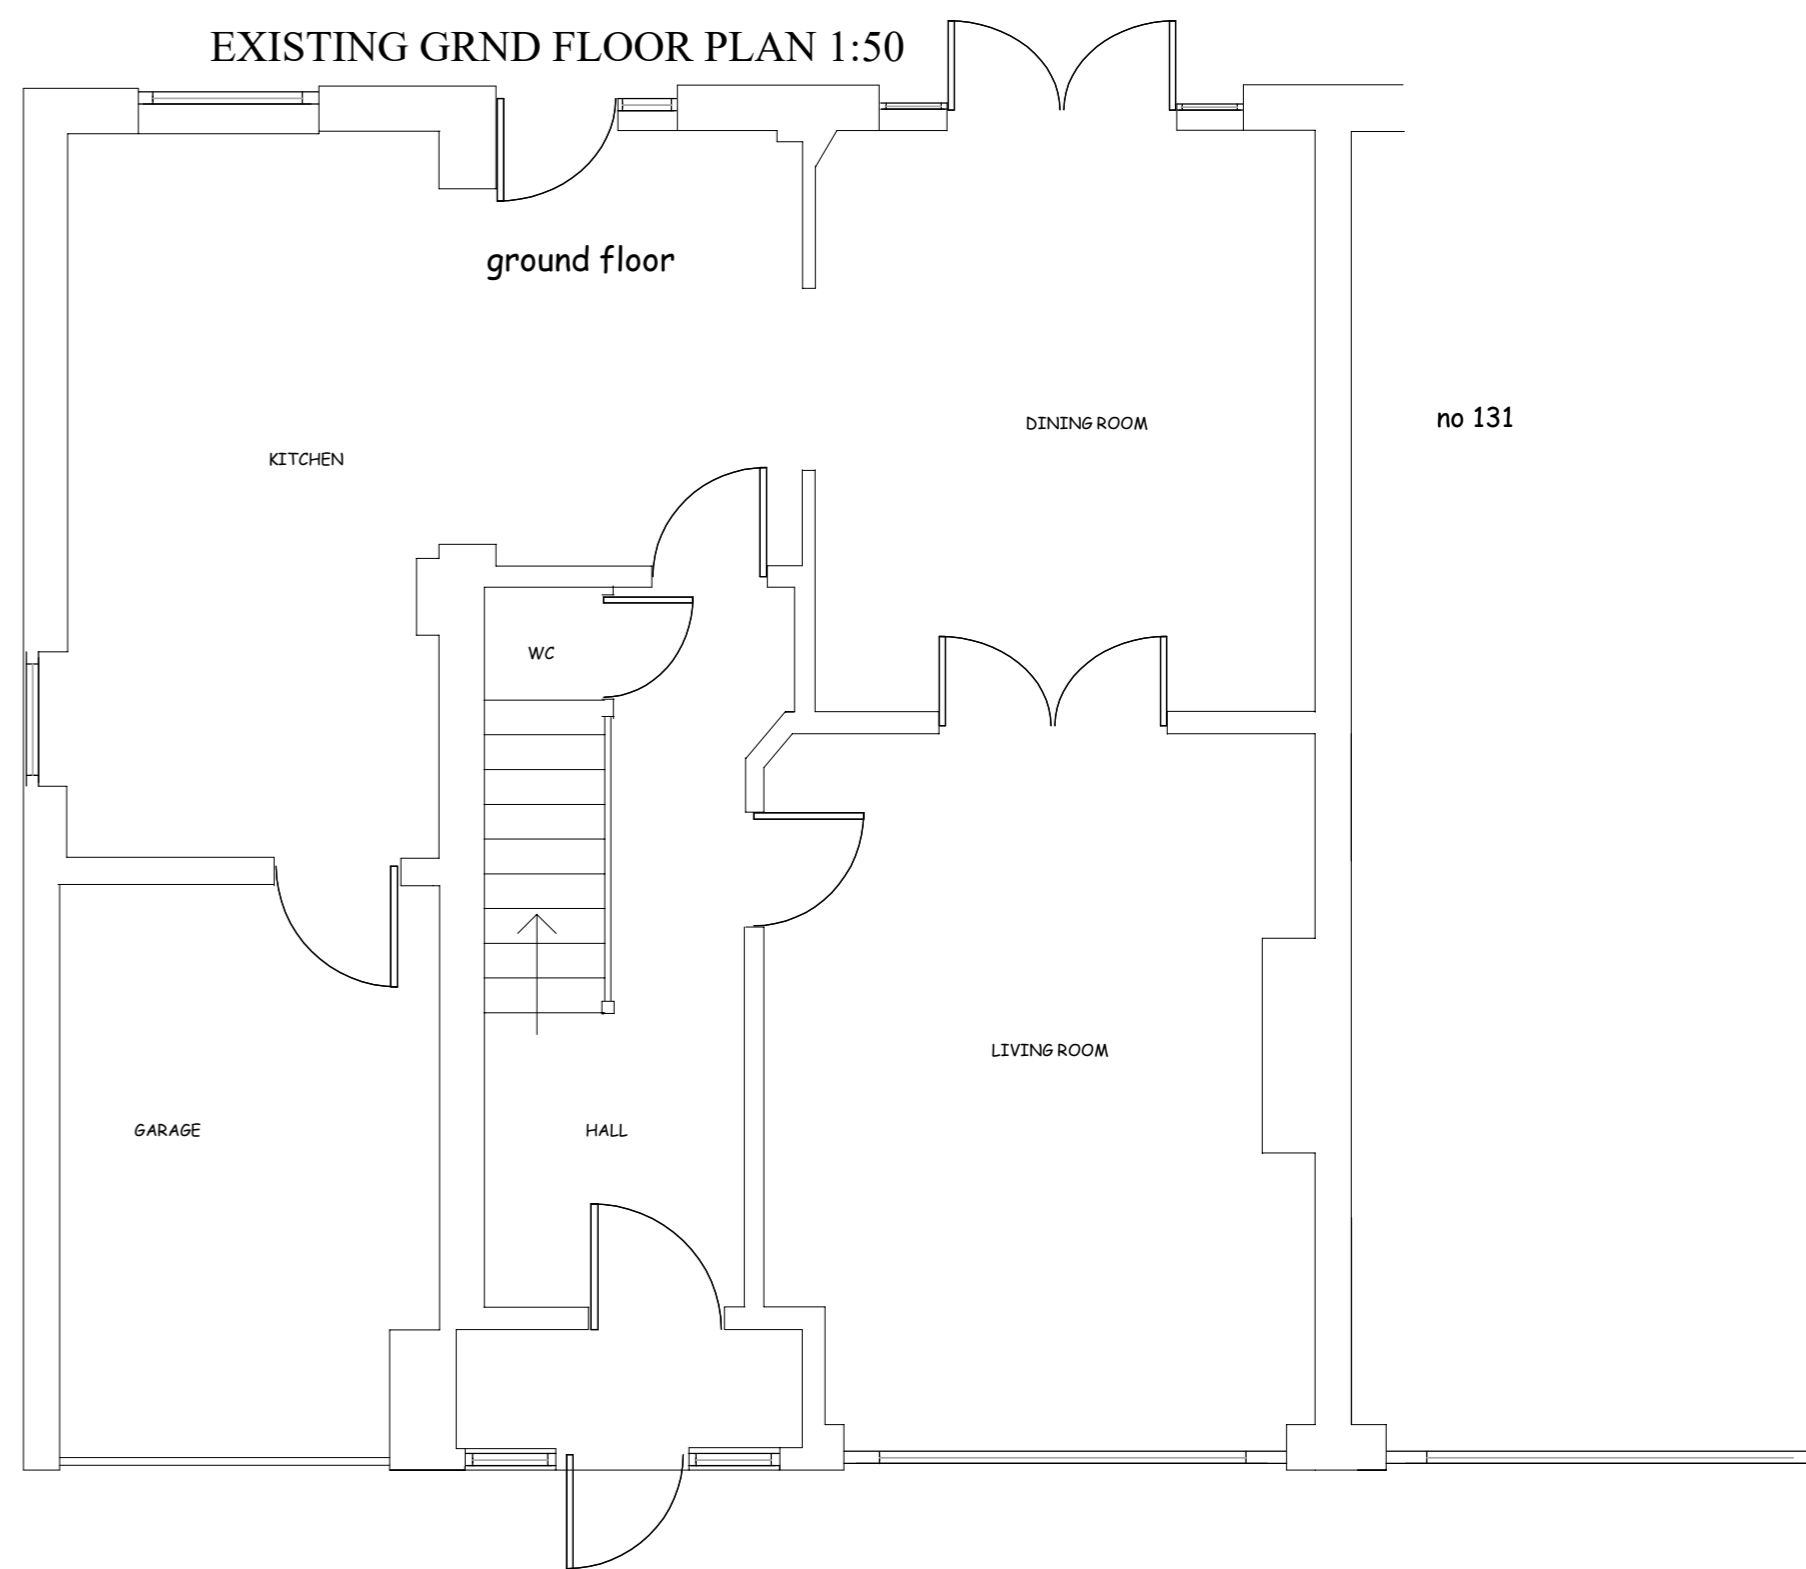 EXISTING GRND FLOOR PLAN 1:50
ground floor
no 131
DINING ROOM
KITCHEN
WC
LIVING ROOM
GARAGE
HALL